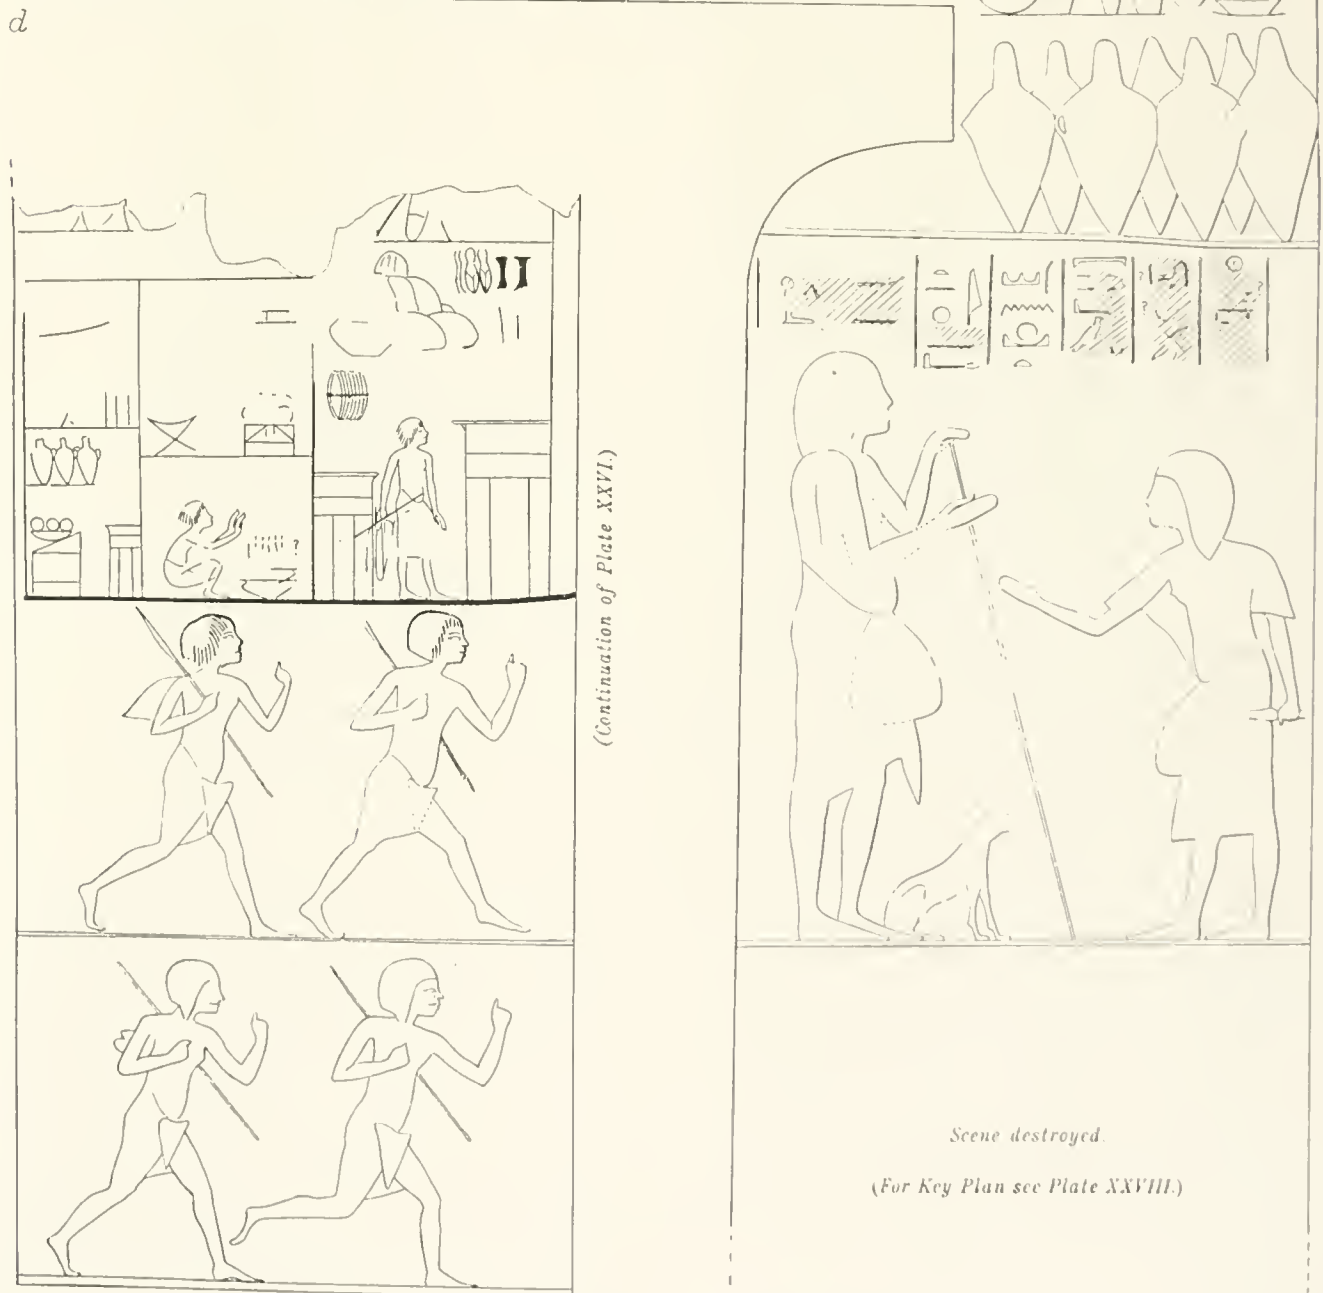 d
(Continuation of Plate XXVI.)
Scene destroyed.
(For Key Plan see Plate XXVIII.)